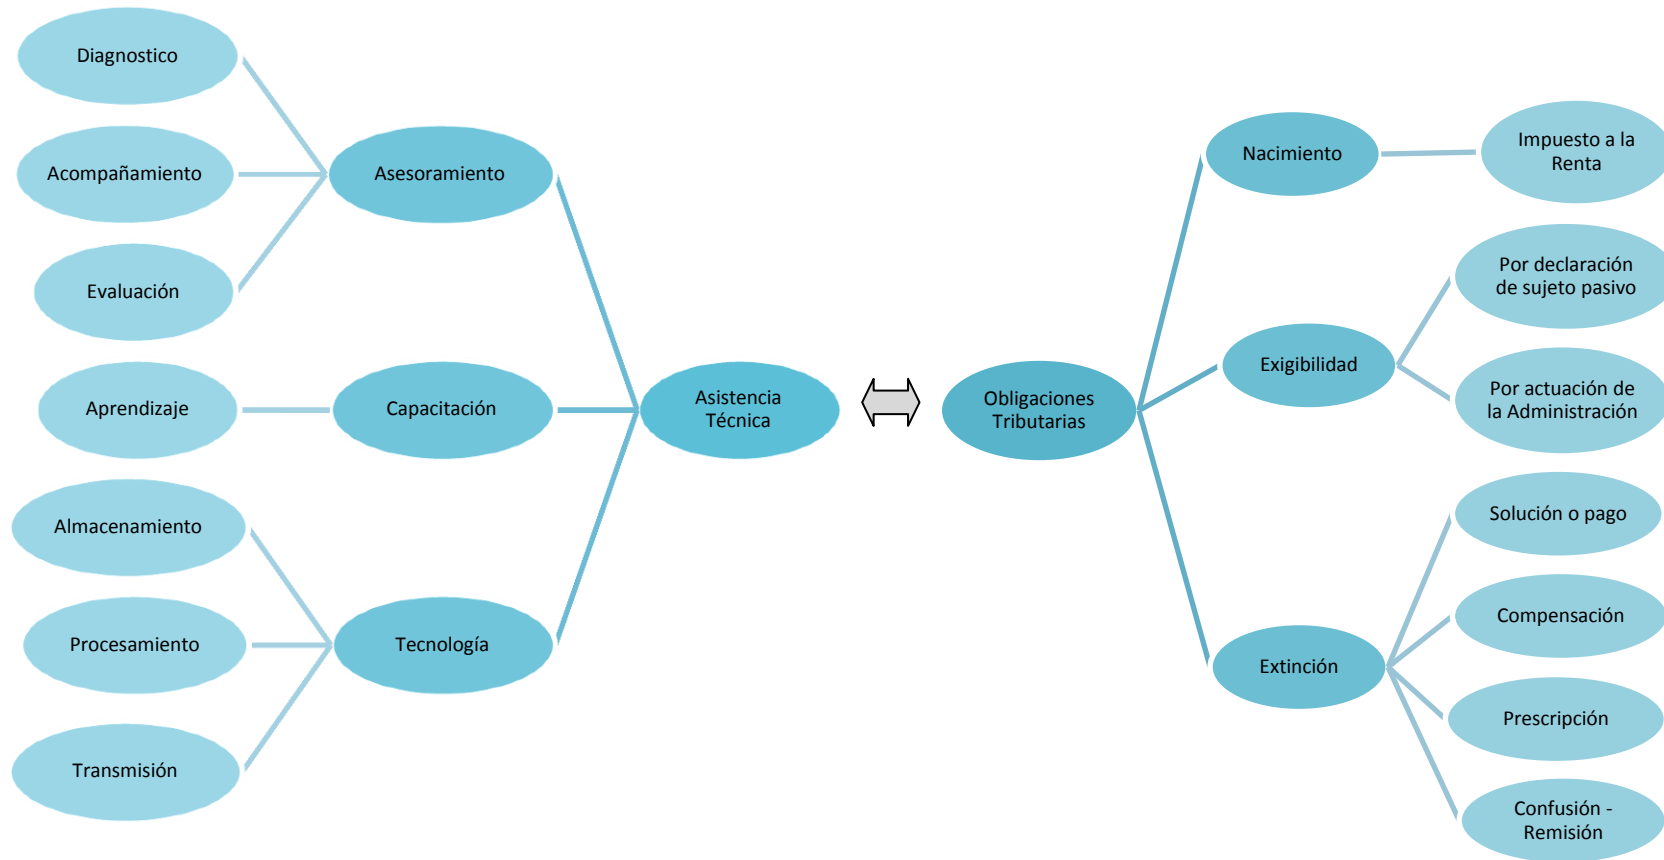 Diagnostico
Acompañamiento
Evaluación
Aprendizaje
Almacenamiento
Procesamiento
Transmisión
Asesoramiento
Capacitación
Tecnología
Asistencia
Técnica
Obligaciones
Tributarias
Nacimiento
Exigibilidad
Extinción
Impuesto a la
Renta
Por declaración
de sujeto pasivo
Por actuación de
la Administración
Solución o pago
Compensación
Prescripción
Confusión -
Remisión